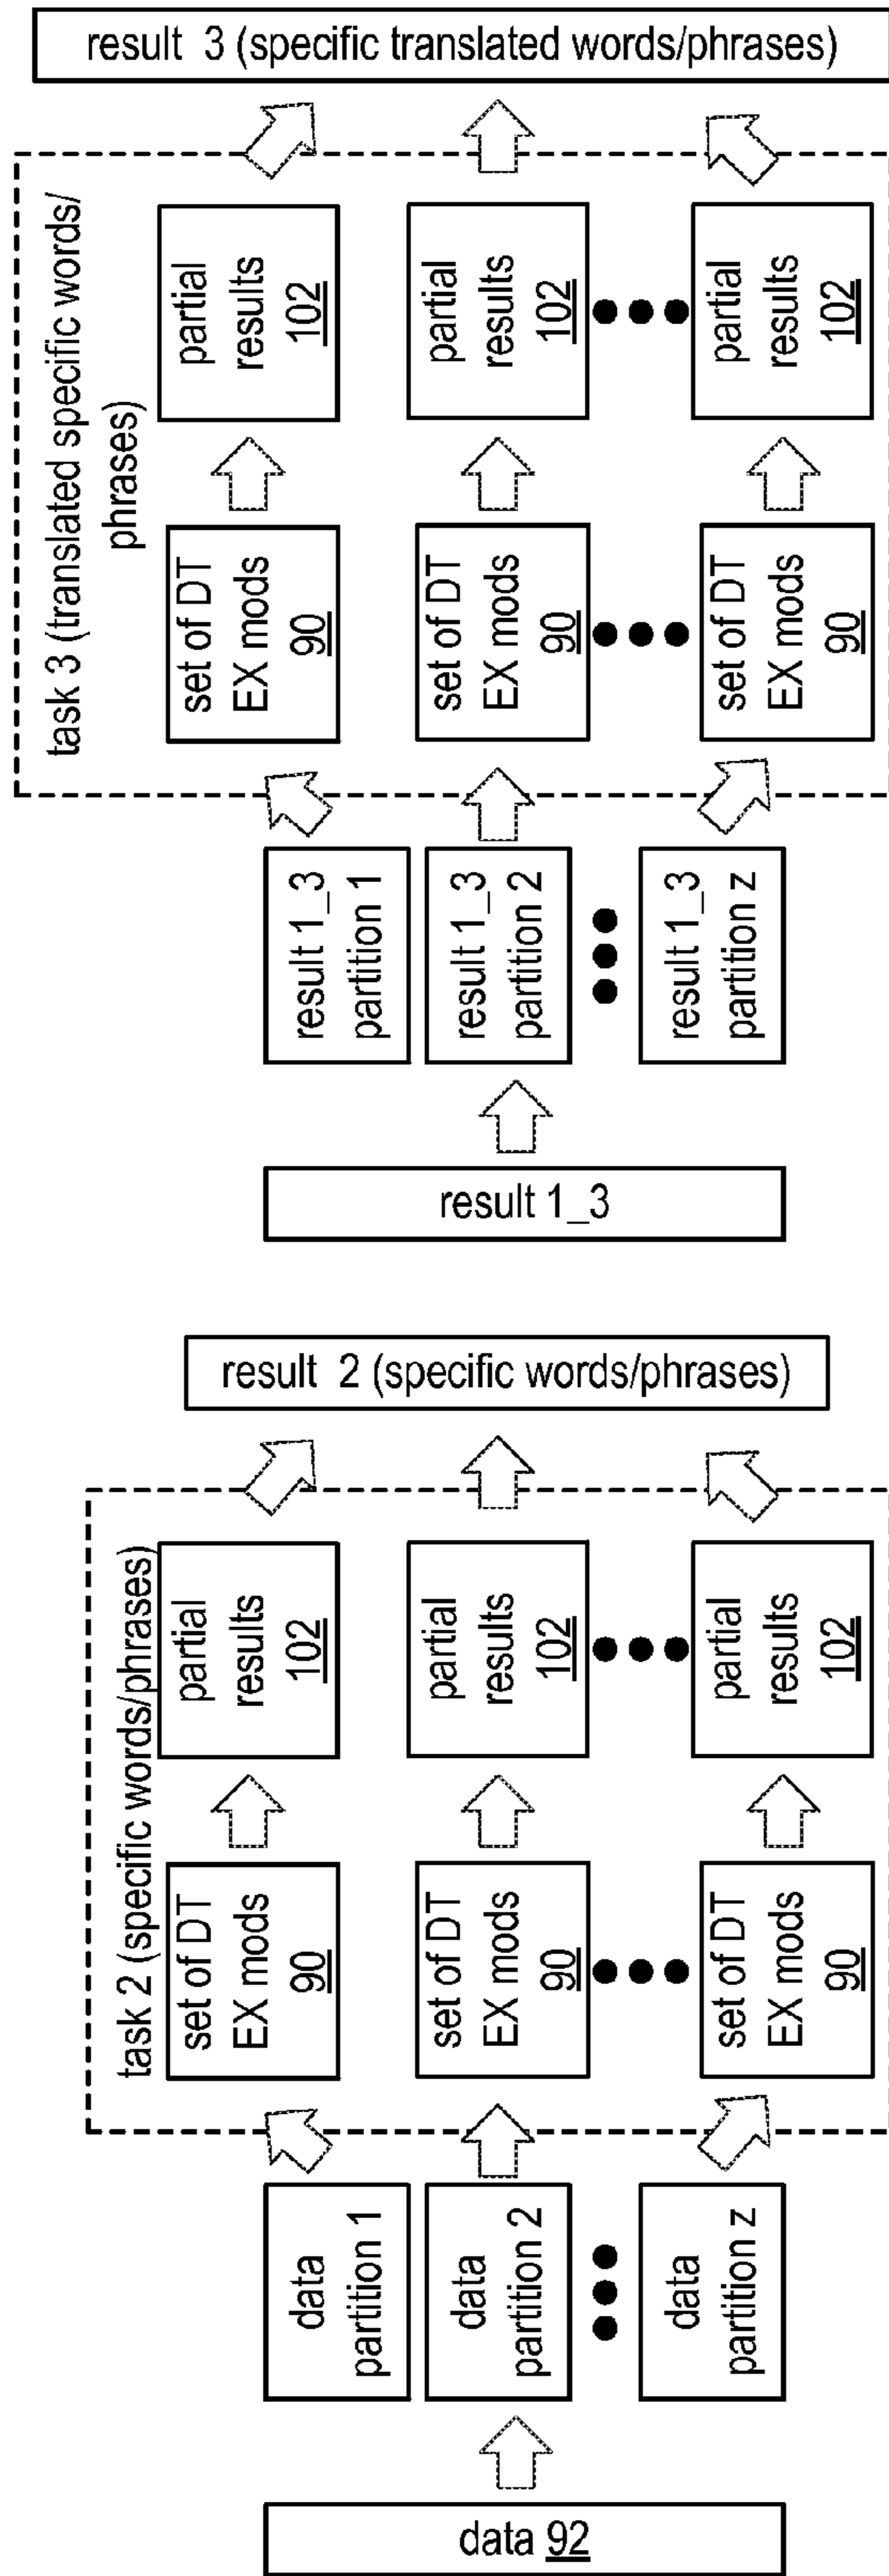 data 92
data
partition 1
data
partition 2
data
partition z
task 2 (specific words/phrases)
set of DT
EX mods
90
set of DT
EX mods
90
set of DT
EX mods
90
partial
results
102
partial
results
102
partial
results
102
result 2 (specific words/phrases)
result 1_3
result 1_3
partition 1
result 1_3
partition 2
result 1_3
partition z
task 3 (translated specific words/
phrases)
set of DT
EX mods
90
set of DT
EX mods
90
set of DT
EX mods
90
partial
results
102
partial
results
102
partial
results
102
result 3 (specific translated words/phrases)